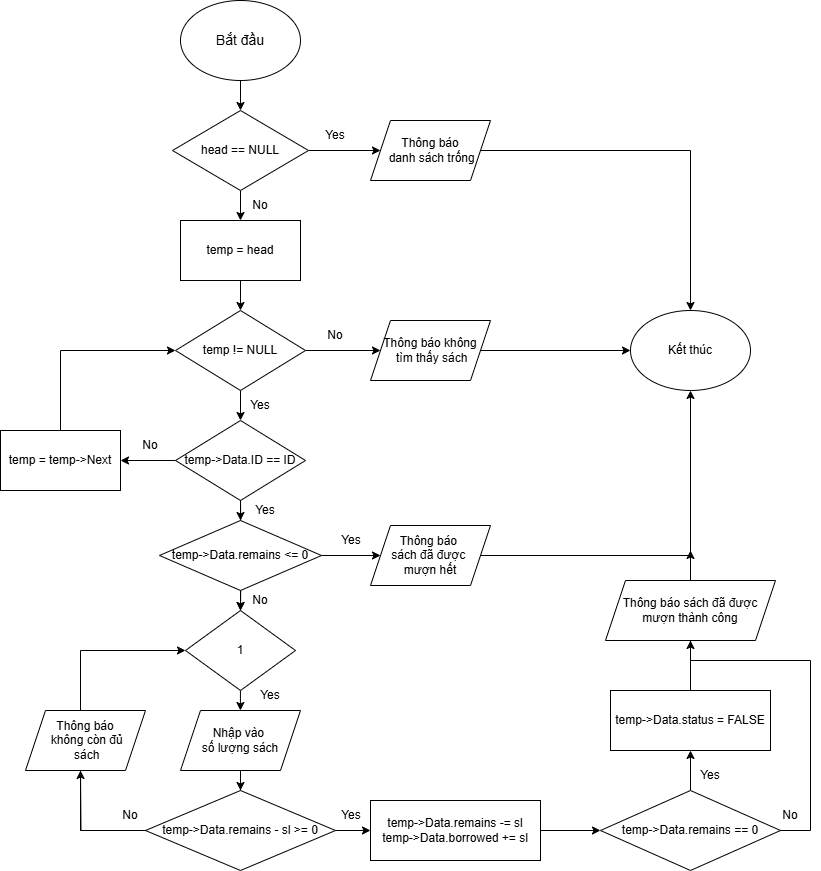 Bắt đầu
head == NULL
Yes
Thông báo
danh sách trống
No
temp = head
temp != NULL
No
Thông báo không
tìm thấy sách
Kết thúc
Yes
temp = temp->Next
No
temp->Data.ID == ID
Yes
temp->Data.remains <= 0
Yes
Thông báo
sách đã được
mượn hết
No
Thông báo sách đã được
mượn thành công
1
Yes
Thông báo
không còn đủ
sách
Nhập vào
số lượng sách
temp->Data.status = FALSE
Yes
No
temp->Data.remains - sl >= 0
Yes
temp->Data.remains -= sl
temp->Data.borrowed += sl
temp->Data.remains == 0
No